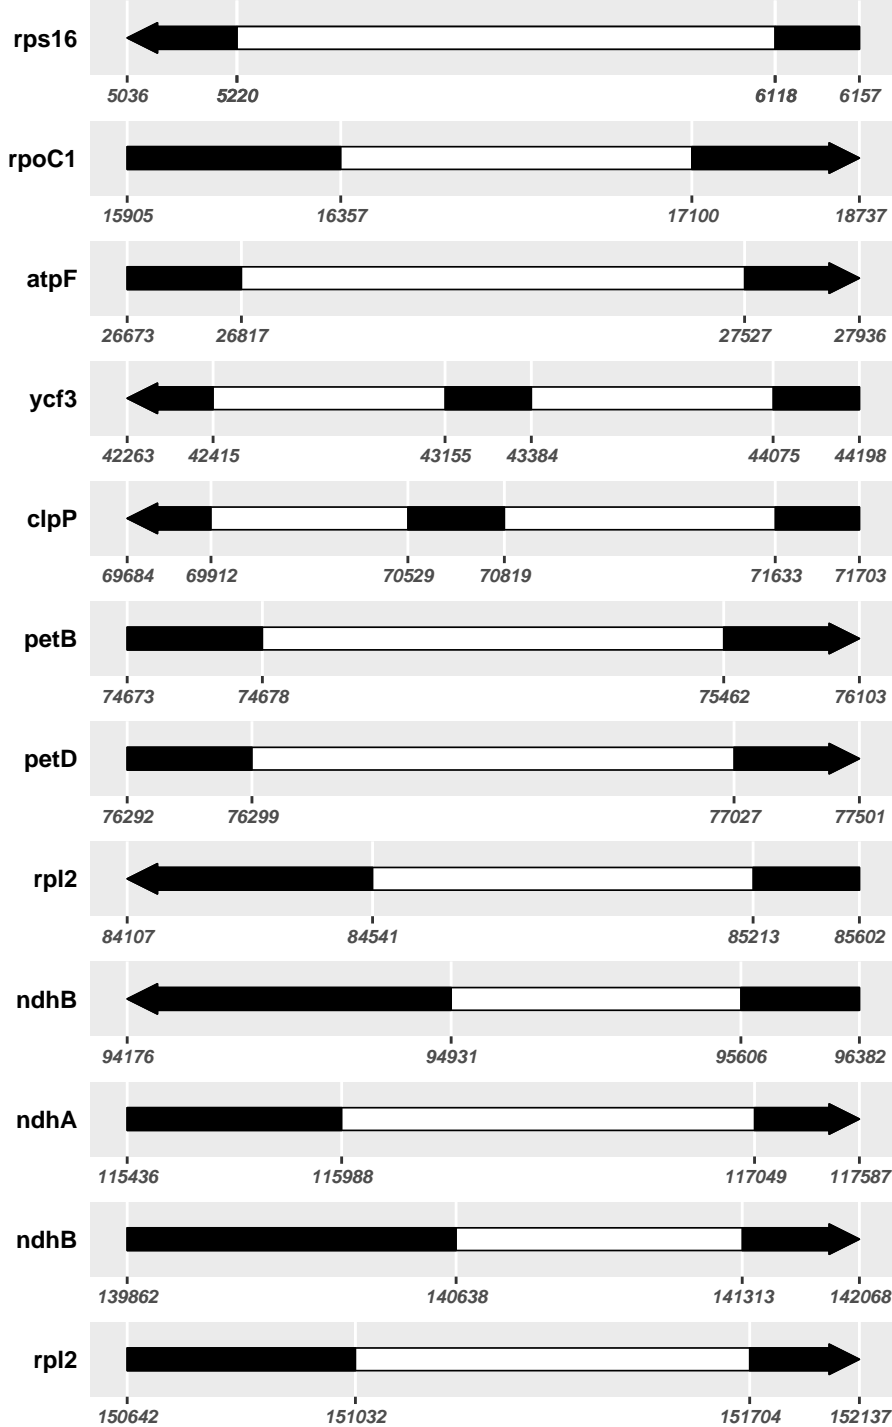 rps16
5036 5220 6118 6157
rpoC1
15905 16357 17100 18737
atpF
26673 26817 27527 27936
ycf3
42263 42415 43155 43384 44075 44198
clpP
69684 69912 70529 70819 71633 71703
petB
74673 74678 75462 76103
petD
76292 76299 77027 77501
rpl2
84107 84541 85213 85602
ndhB
94176 94931 95606 96382
ndhA
115436 115988 117049 117587
ndhB
139862 140638 141313 142068
rpl2
150642 151032 151704 152137